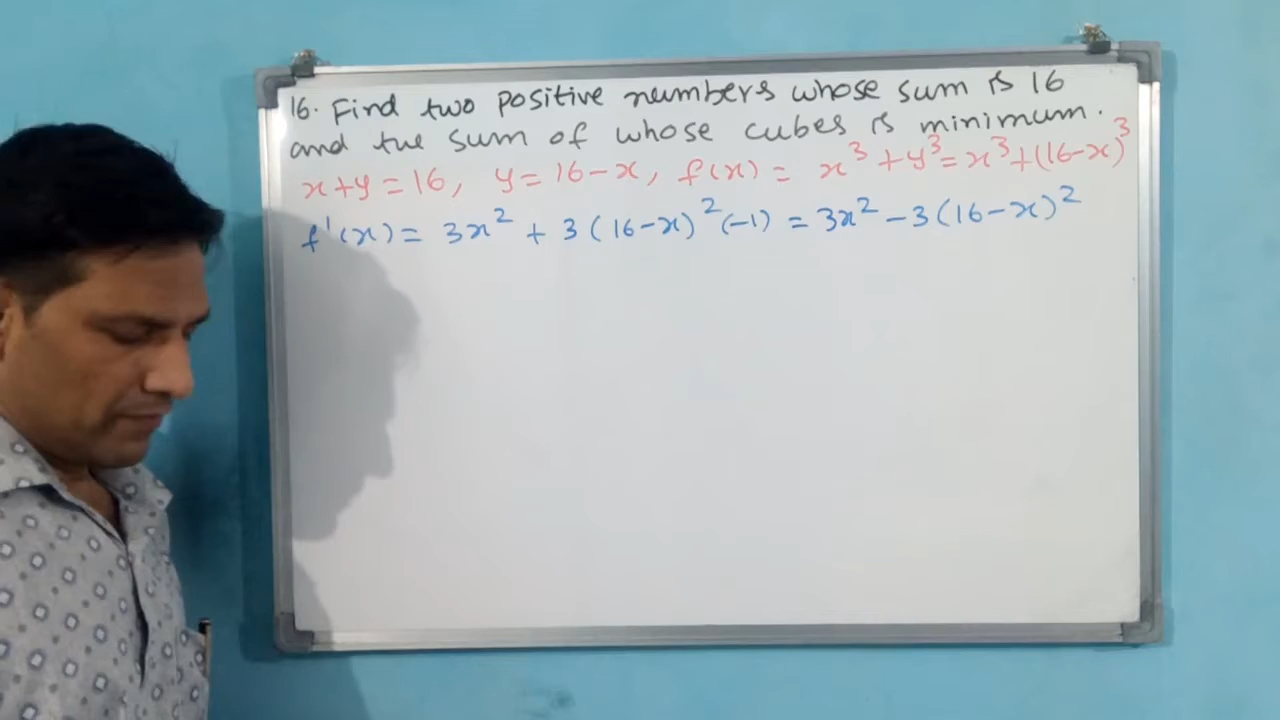 16. Find two positive numbers whose sum is 16
and the sum of whose cubes is minimum.
x+y=16, y=16-x, f(x) = x³+y³=x³+(16-x)³
f'(x) = 3x² + 3(16-x)²(-1) = 3x²-3(16-x)²